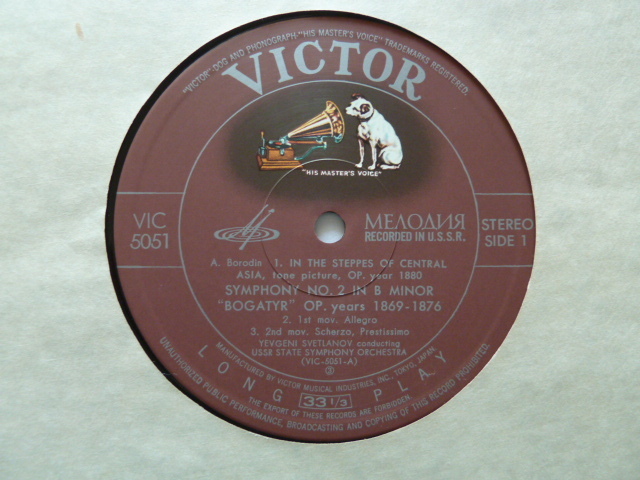 "VICTOR"-DOG AND PHONOGRAPH-"HIS MASTER'S VOICE" TRADEMARKS REGISTERED.
VICTOR
"HIS MASTER'S VOICE"
VIC
5051
МЕЛОДИЯ
RECORDED IN U.S.S.R.
STEREO
SIDE 1
A. Borodin 1. IN THE STEPPES OF CENTRAL
ASIA, tone picture, OP. year 1880
SYMPHONY NO. 2 IN B MINOR
"BOGATYR" OP. years 1869-1876
2. 1st mov. Allegro
3. 2nd mov. Scherzo, Prestissimo
YEVGENI SVETLANOV conducting
USSR STATE SYMPHONY ORCHESTRA
(VIC-5051-A)
MANUFACTURED BY VICTOR MUSICAL INDUSTRIES, INC., TOKYO, JAPAN
LONG 33 1/3 PLAY
THE EXPORT OF THESE RECORDS ARE FORBIDDEN.
UNAUTHORIZED PUBLIC PERFORMANCE, BROADCASTING AND COPYING OF THIS RECORD PROHIBITED.